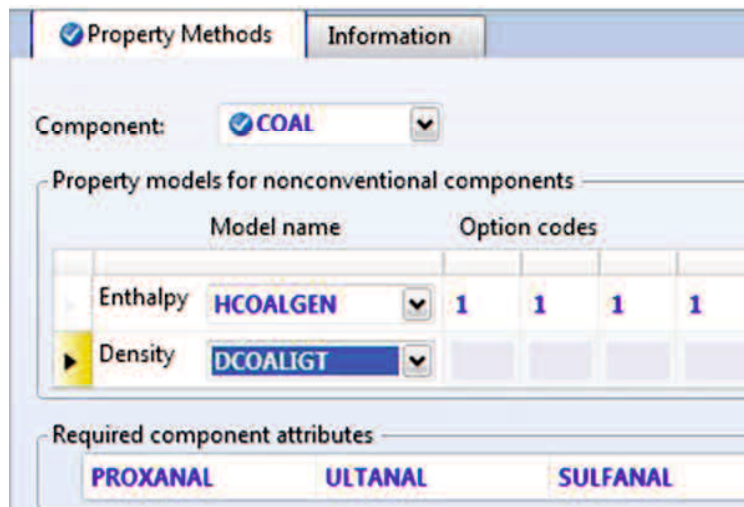 Property Methods Information
Component: COAL
Property models for nonconventional components
Model name Option codes
Enthalpy HCOALGEN 1 1 1 1
Density DCOALIGT
Required component attributes
PROXANAL ULTANAL SULFANAL